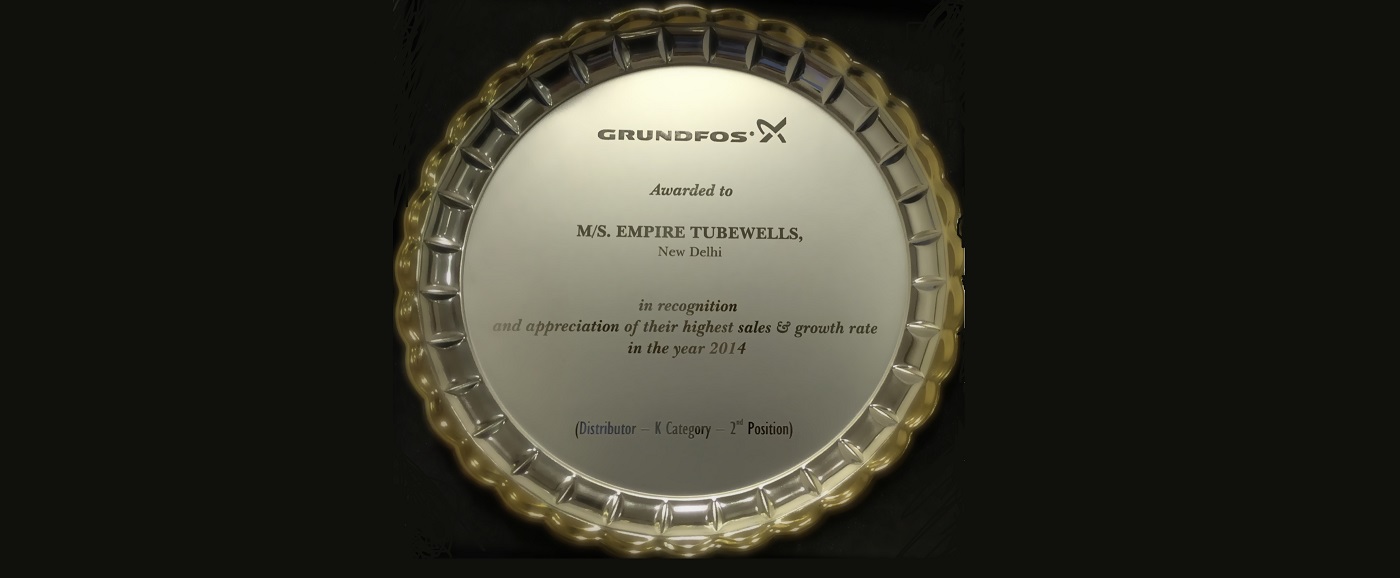 GRUNDFOS
Awarded to
M/S. EMPIRE TUBEWELLS,
New Delhi
in recognition
and appreciation of their highest sales & growth rate
in the year 2014
(Distributor – K Category – 2nd Position)